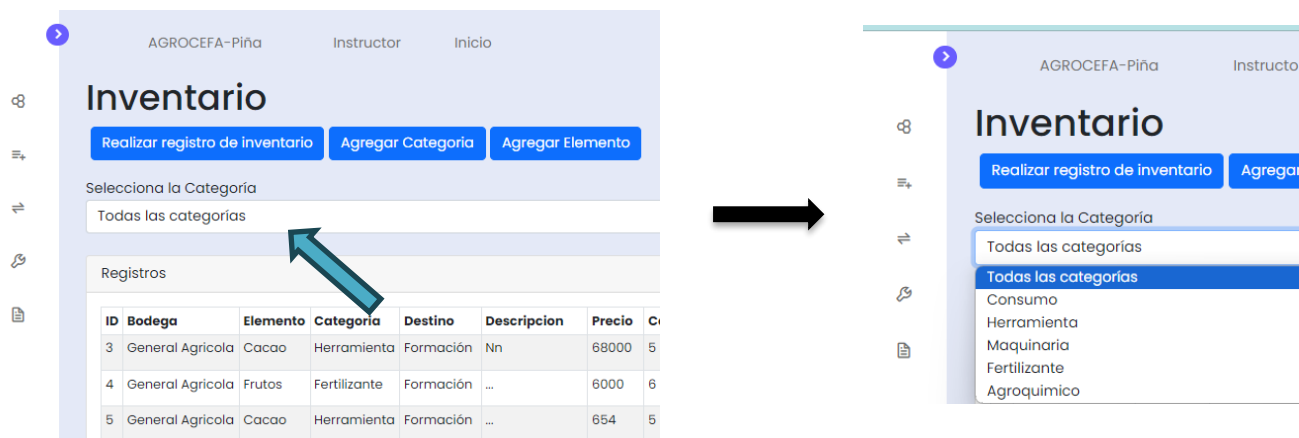 AGROCEFA-Piña Instructor Inicio
Inventario
Realizar registro de inventario Agregar Categoria Agregar Elemento
Selecciona la Categoría
Todas las categorías
Registros
ID Bodega Elemento Categoria Destino Descripcion Precio C
3 General Agricola Cacao Herramienta Formación Nn 68000 5
4 General Agricola Frutos Fertilizante Formación ... 6000 6
5 General Agricola Cacao Herramienta Formación ... 654 5
AGROCEFA-Piña Instructo
Inventario
Realizar registro de inventario Agregar
Selecciona la Categoría
Todas las categorías
Todas las categorías
Consumo
Herramienta
Maquinaria
Fertilizante
Agroquimico